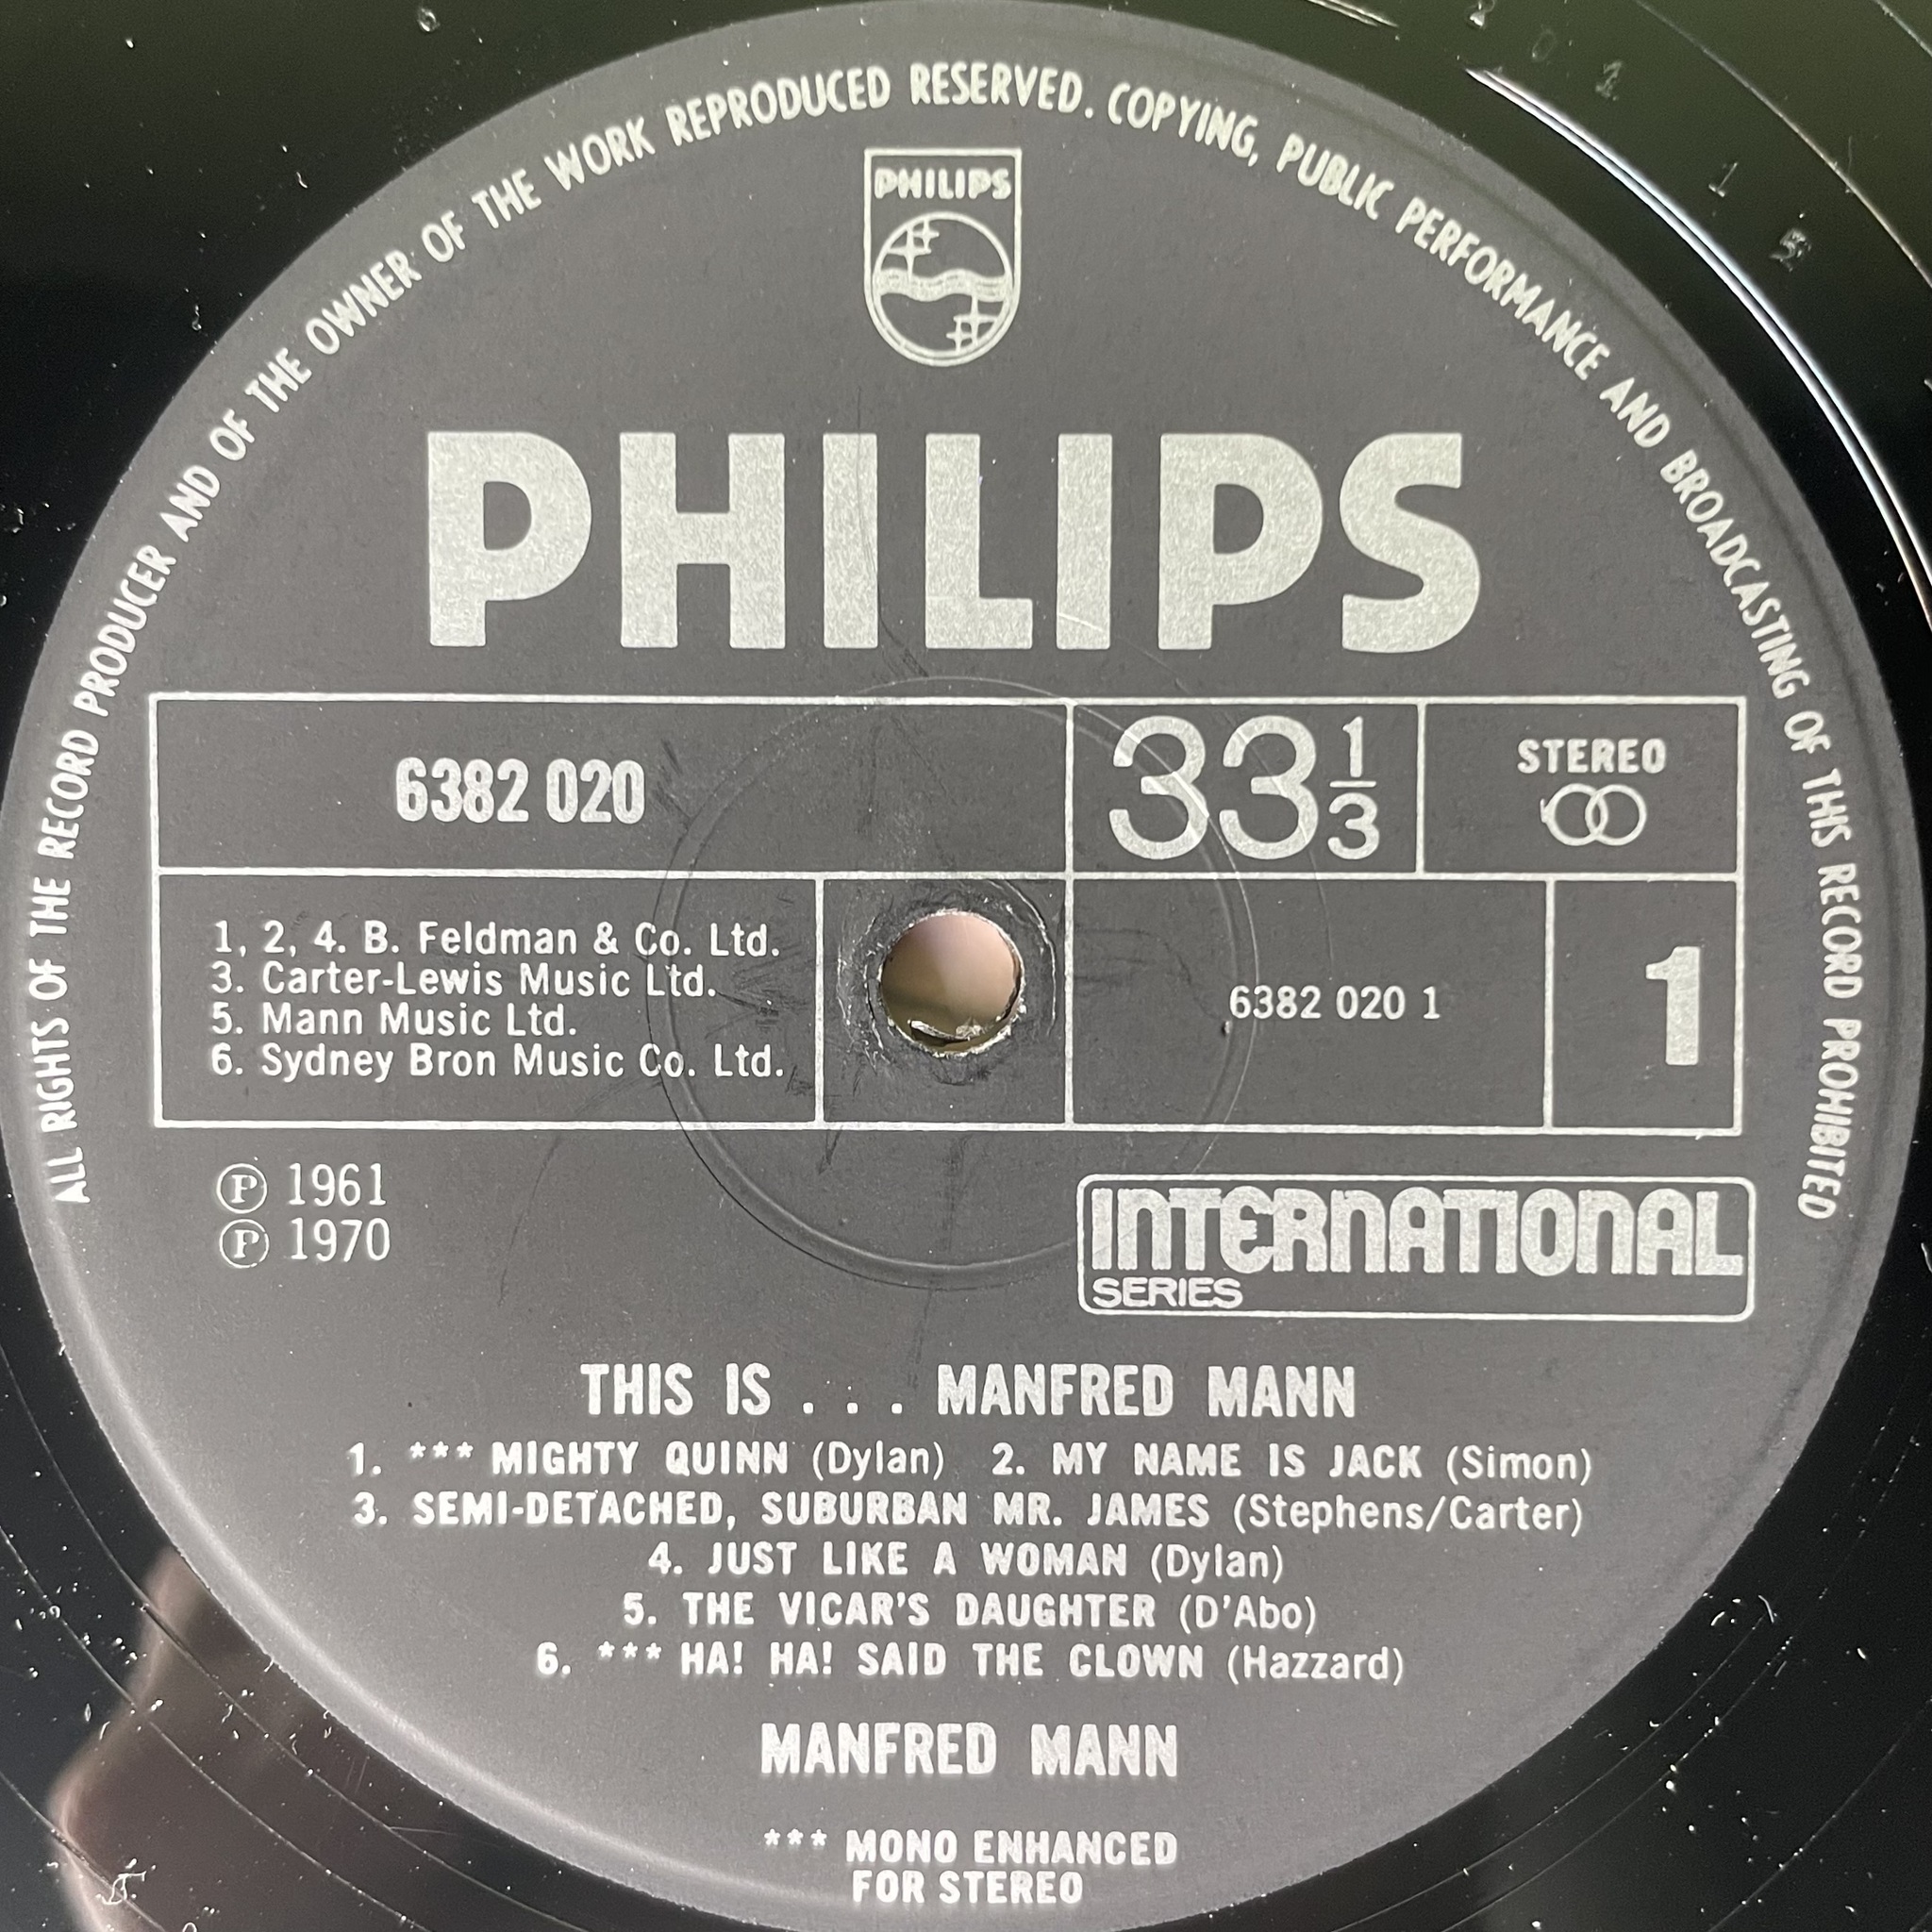 ALL RIGHTS OF THE RECORD PRODUCER AND OF THE OWNER OF THE WORK REPRODUCED RESERVED. COPYING, PUBLIC PERFORMANCE AND BROADCASTING OF THIS RECORD PROHIBITED
PHILIPS
PHILIPS
6382 020
33 1/3
STEREO
1, 2, 4. B. Feldman & Co. Ltd.
3. Carter-Lewis Music Ltd.
5. Mann Music Ltd.
6. Sydney Bron Music Co. Ltd.
6382 020 1
1
Ⓟ 1961
Ⓟ 1970
INTERNATIONAL
SERIES
THIS IS . . . MANFRED MANN
1. *** MIGHTY QUINN (Dylan) 2. MY NAME IS JACK (Simon)
3. SEMI-DETACHED, SUBURBAN MR. JAMES (Stephens/Carter)
4. JUST LIKE A WOMAN (Dylan)
5. THE VICAR'S DAUGHTER (D'Abo)
6. *** HA! HA! SAID THE CLOWN (Hazzard)
MANFRED MANN
*** MONO ENHANCED
FOR STEREO